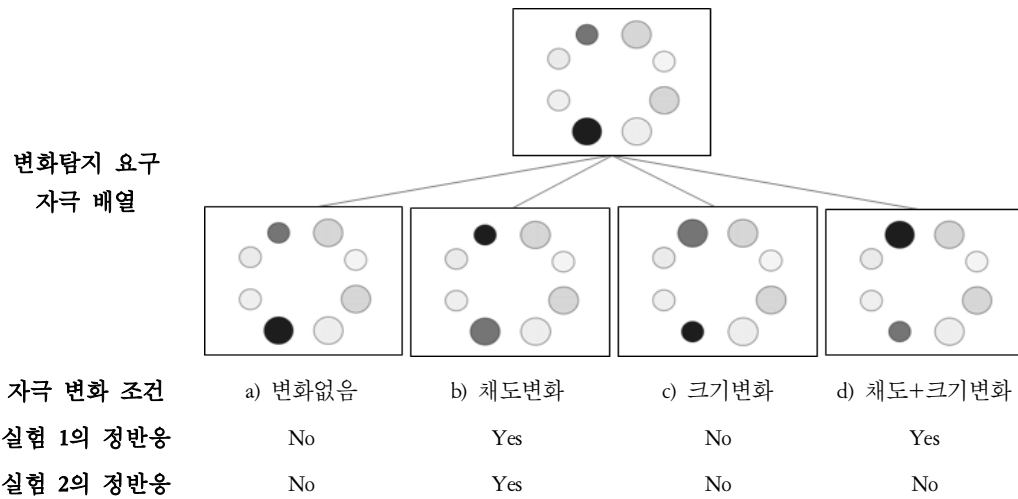 변화탐지 요구
자극 배열
자극 변화 조건 a) 변화없음 b) 채도변화 c) 크기변화 d) 채도+크기변화
실험 1의 정반응 No Yes No Yes
실험 2의 정반응 No Yes No No